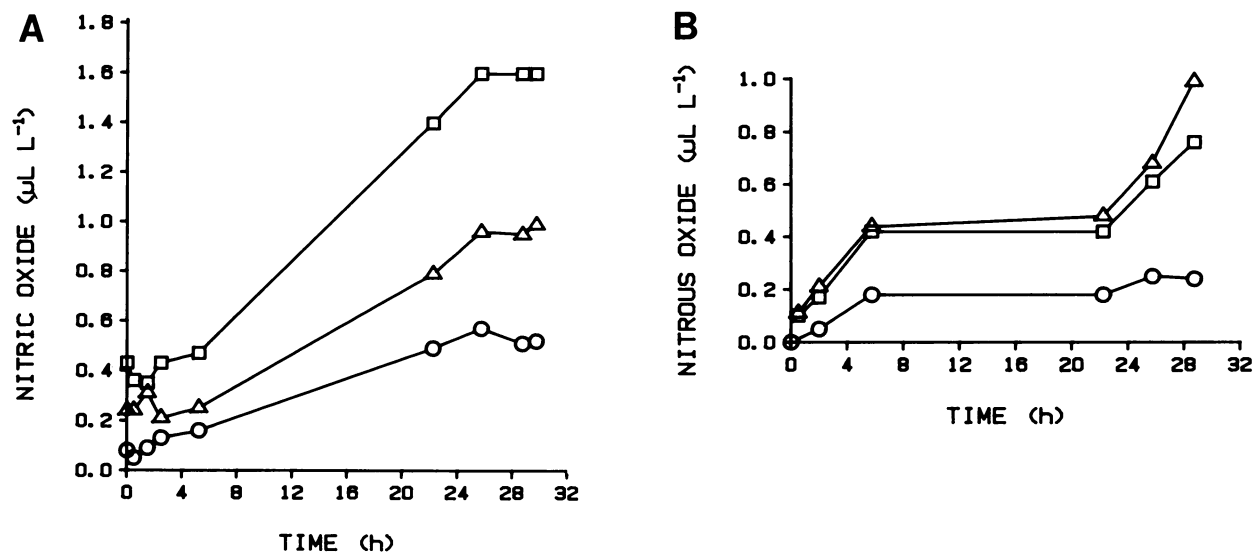 A
NITRIC OXIDE (μL L⁻¹)
1.8
1.6
1.4
1.2
1.0
0.8
0.6
0.4
0.2
0.0
0 4 8 12 16 20 24 28 32
TIME (h)
B
NITROUS OXIDE (μL L⁻¹)
1.0
0.8
0.6
0.4
0.2
0.0
0 4 8 12 16 20 24 28 32
TIME (h)